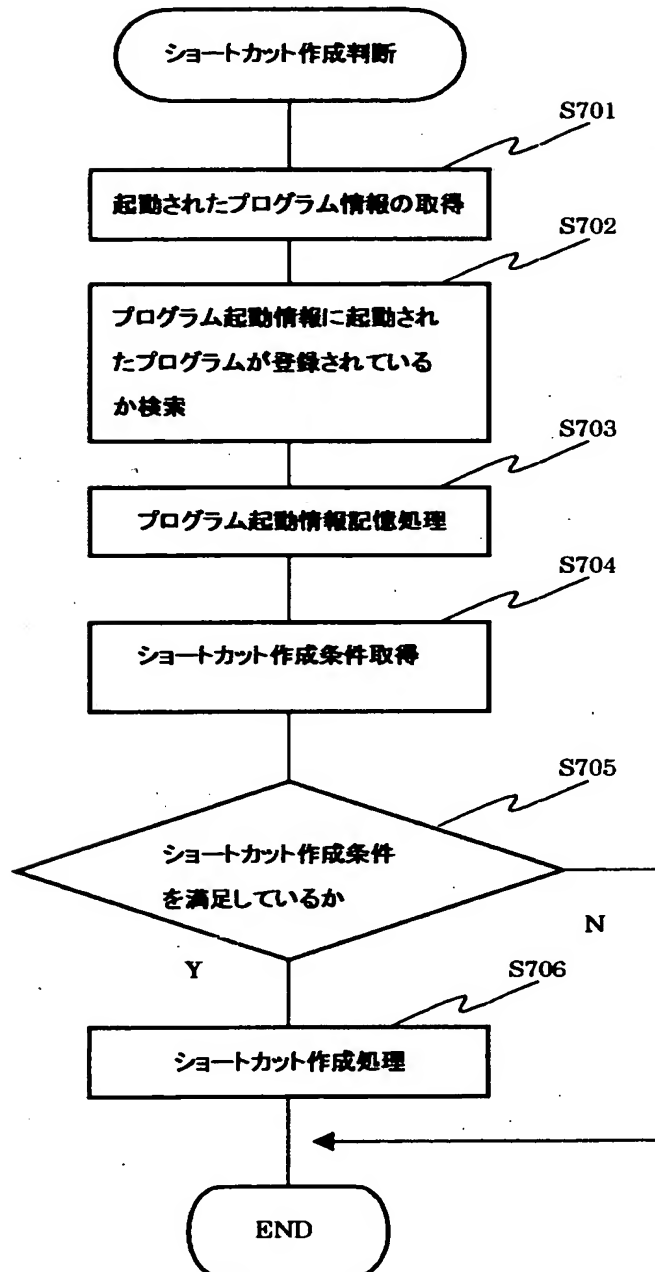 ショートカット作成判断
S701
起動されたプログラム情報の取得
S702
プログラム起動情報に起動され
たプログラムが登録されている
か検索
S703
プログラム起動情報記憶処理
S704
ショートカット作成条件取得
S705
ショートカット作成条件
を満足しているか
N
Y
S706
ショートカット作成処理
END